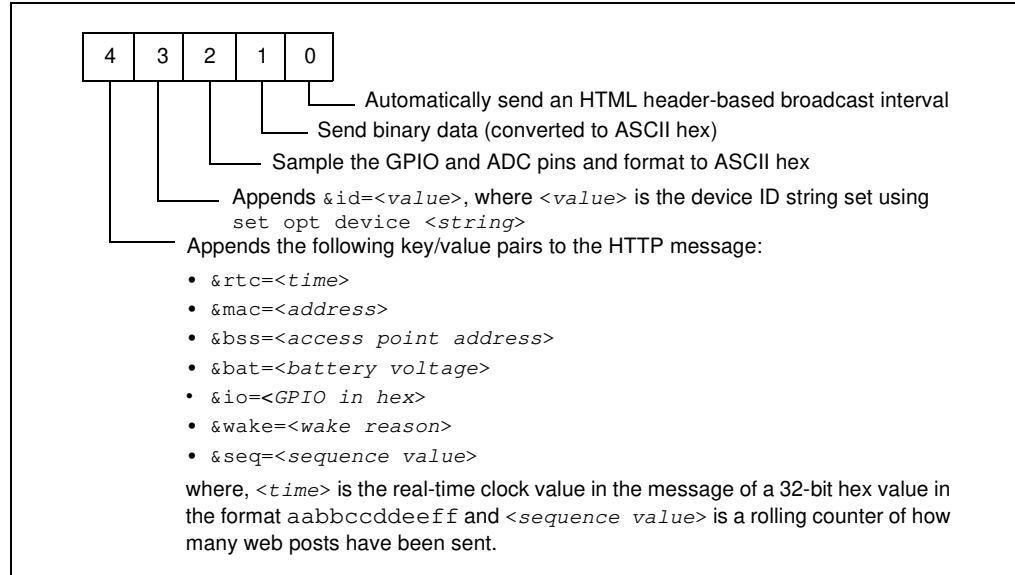 4 3 2 1 0
Automatically send an HTML header-based broadcast interval
Send binary data (converted to ASCII hex)
Sample the GPIO and ADC pins and format to ASCII hex
Appends &id=<value>, where <value> is the device ID string set using
set opt device <string>
Appends the following key/value pairs to the HTTP message:
• &rtc=<time>
• &mac=<address>
• &bss=<access point address>
• &bat=<battery voltage>
• &io=<GPIO in hex>
• &wake=<wake reason>
• &seq=<sequence value>
where, <time> is the real-time clock value in the message of a 32-bit hex value in
the format aabbccddeeff and <sequence value> is a rolling counter of how
many web posts have been sent.